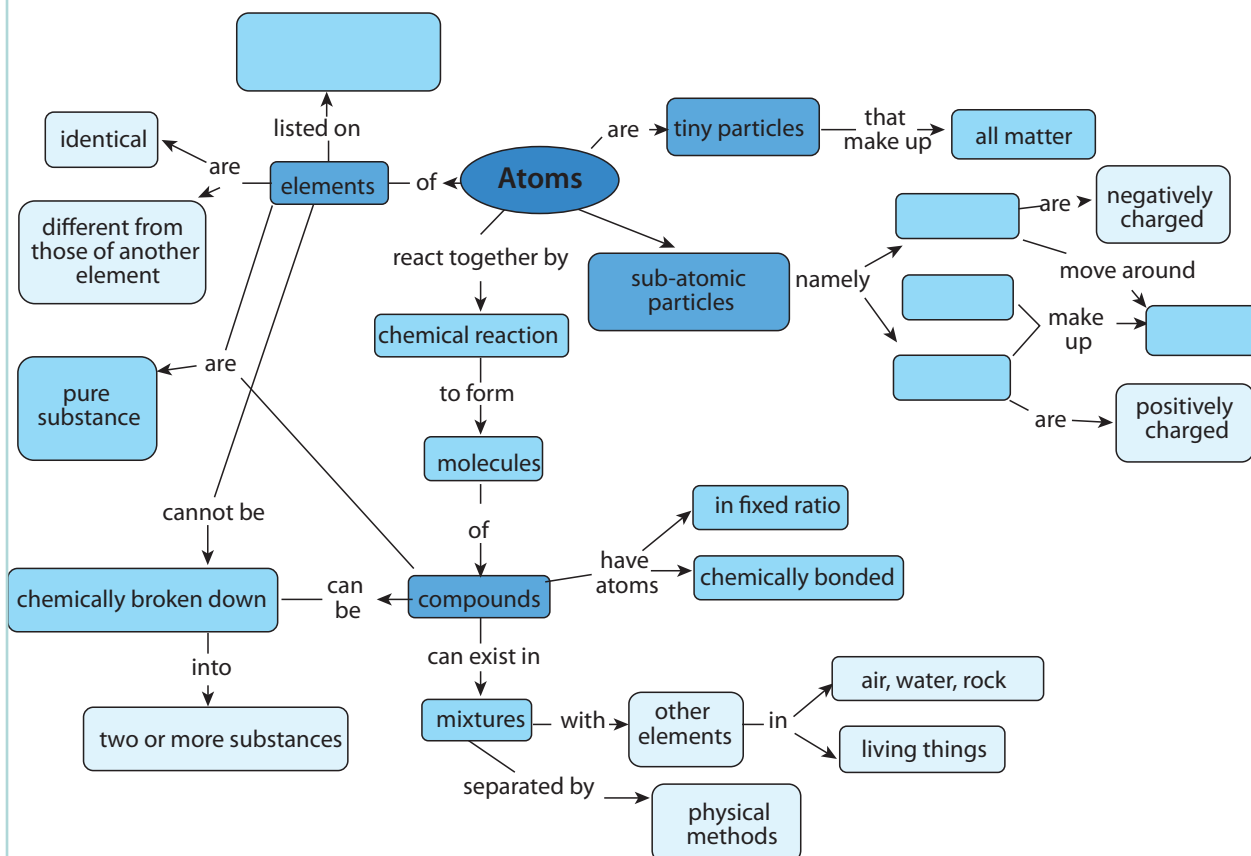 listed on
identical
are
elements
of
Atoms
are
tiny particles
that
make up
all matter
different from
those of another
element
react together by
sub-atomic
particles
namely
are
negatively
charged
move around
make
up
chemical reaction
are
positively
charged
pure
substance
are
to form
molecules
cannot be
of
in fixed ratio
have
atoms
chemically bonded
chemically broken down
can
be
compounds
into
can exist in
two or more substances
mixtures
with
other
elements
in
air, water, rock
living things
separated by
physical
methods